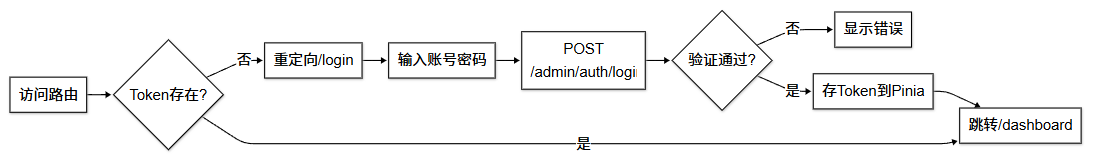 访问路由
Token存在?
否
重定向/login
输入账号密码
POST
/admin/auth/logi
验证通过?
否
显示错误
是
存Token到Pinia
跳转/dashboard
是